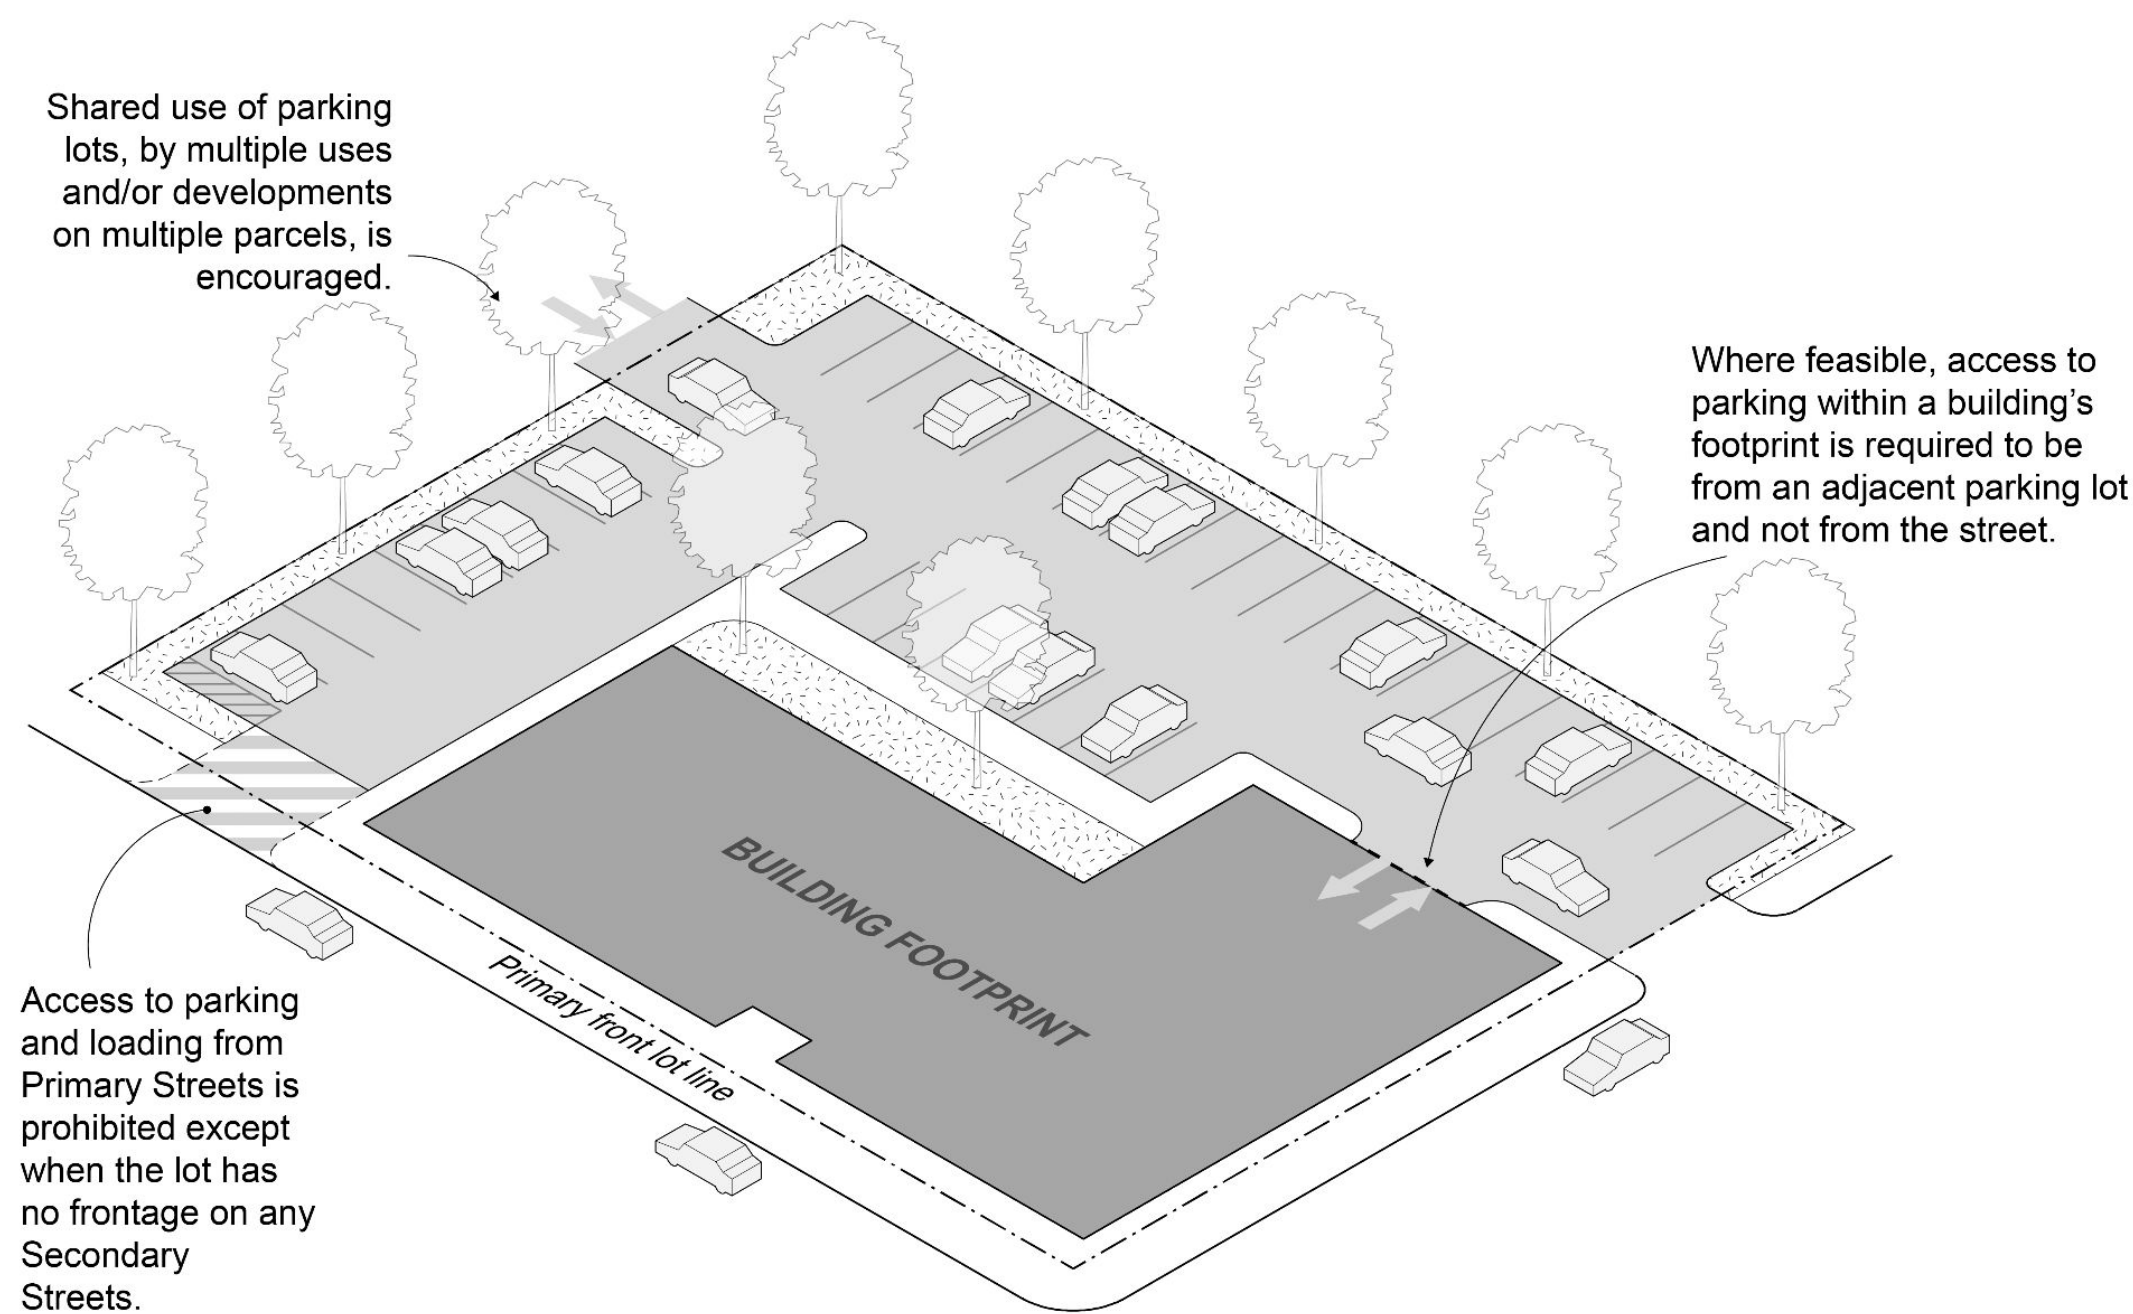 Shared use of parking
lots, by multiple uses
and/or developments
on multiple parcels, is
encouraged.
Where feasible, access to
parking within a building’s
footprint is required to be
from an adjacent parking lot
and not from the street.
BUILDING FOOTPRINT
Primary front lot line
Access to parking
and loading from
Primary Streets is
prohibited except
when the lot has
no frontage on any
Secondary
Streets.